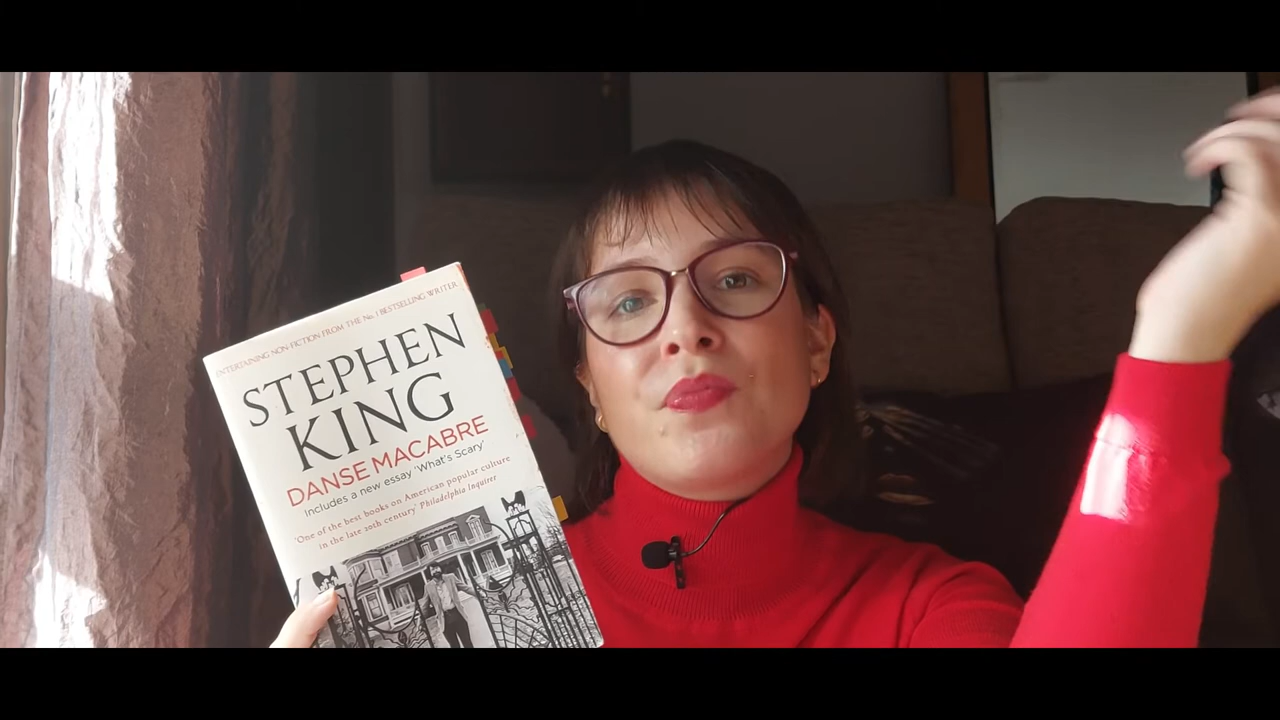 ENTERTAINING NON-FICTION FROM THE No. 1 BESTSELLING WRITER
STEPHEN
KING
DANSE MACABRE
Includes a new essay 'What's Scary'
'One of the best books on American popular culture
in the late 20th century' Philadelphia Inquirer